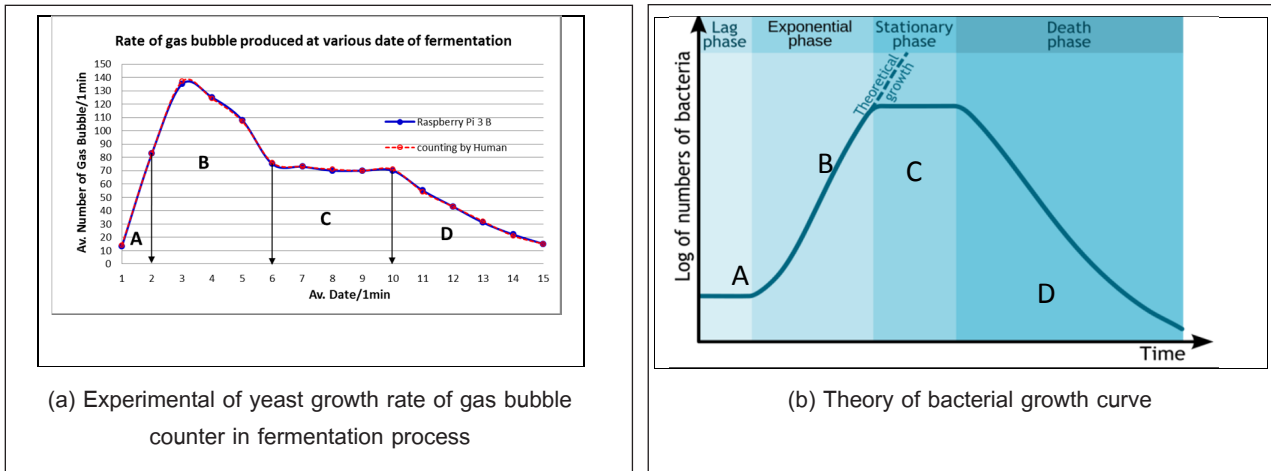 Rate of gas bubble produced at various date of fermentation
Av. Number of Gas Bubble/1min
150
140
130
120
110
100
90
80
70
60
50
40
30
20
10
0
Raspberry Pi 3 B
counting by Human
A
B
C
D
1 2 3 4 5 6 7 8 9 10 11 12 13 14 15
Av. Date/1min
(a) Experimental of yeast growth rate of gas bubble
counter in fermentation process
Lag
phase
Exponential
phase
Stationary
phase
Death
phase
Log of numbers of bacteria
Theoretical
growth
A
B
C
D
Time
(b) Theory of bacterial growth curve